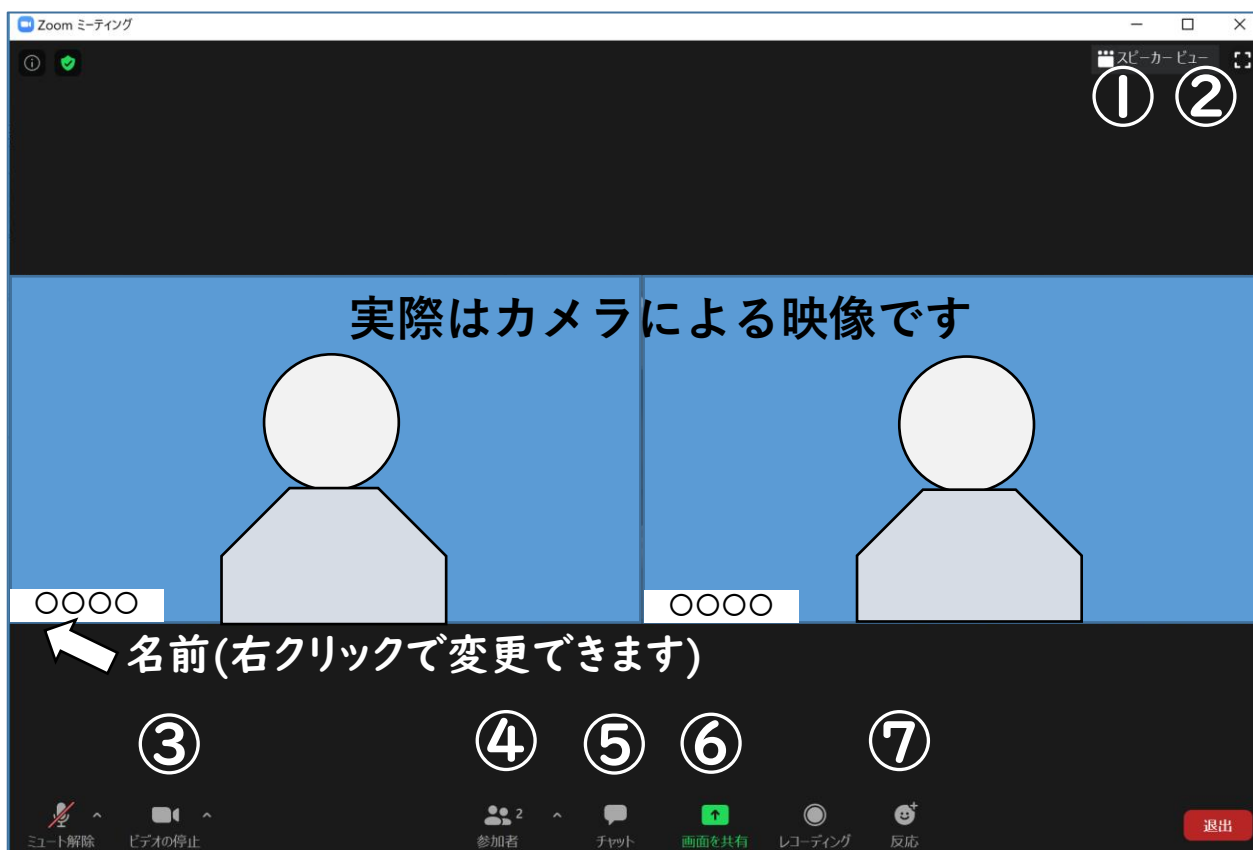 Zoom ミーティング
スピーカー ビュー
① ②
実際はカメラによる映像です
○○○○
○○○○
名前(右クリックで変更できます)
③ ④ ⑤ ⑥ ⑦
2
ミュート解除 ビデオの停止 参加者 チャット 画面を共有 レコーディング 反応 退出